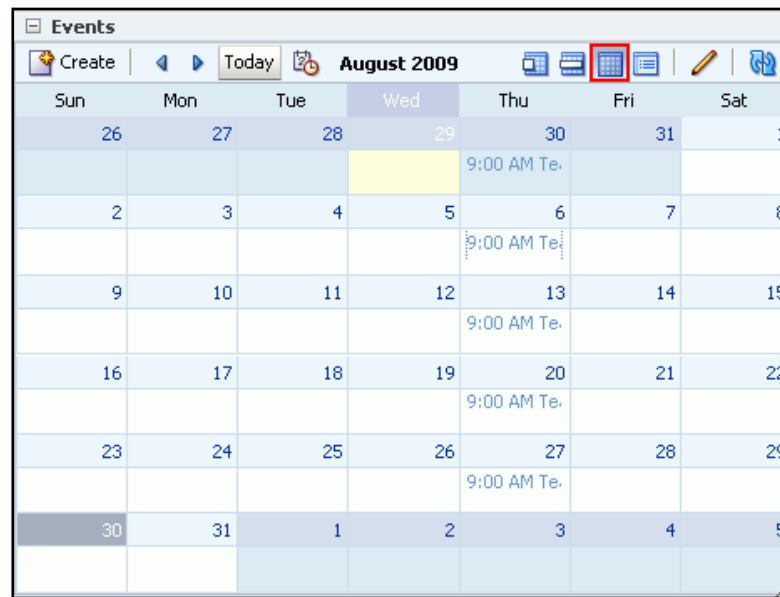 Events
Create Today August 2009
Sun Mon Tue Wed Thu Fri Sat
26 27 28 29 30 31
9:00 AM Te
2 3 4 5 6 7
9:00 AM Te
9 10 11 12 13 14
9:00 AM Te
16 17 18 19 20 21
9:00 AM Te
23 24 25 26 27 28
9:00 AM Te
30 31 1 2 3 4